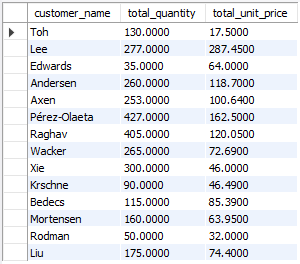 customer_name total_quantity total_unit_price
Toh 130.0000 17.5000
Lee 277.0000 287.4500
Edwards 35.0000 64.0000
Andersen 260.0000 118.7000
Axen 253.0000 100.6400
Pérez-Olaeta 427.0000 162.5000
Raghav 405.0000 120.0500
Wacker 265.0000 72.6900
Xie 300.0000 46.0000
Krschne 90.0000 46.4900
Bedecs 115.0000 85.3900
Mortensen 160.0000 63.9500
Rodman 50.0000 32.0000
Liu 175.0000 74.4000